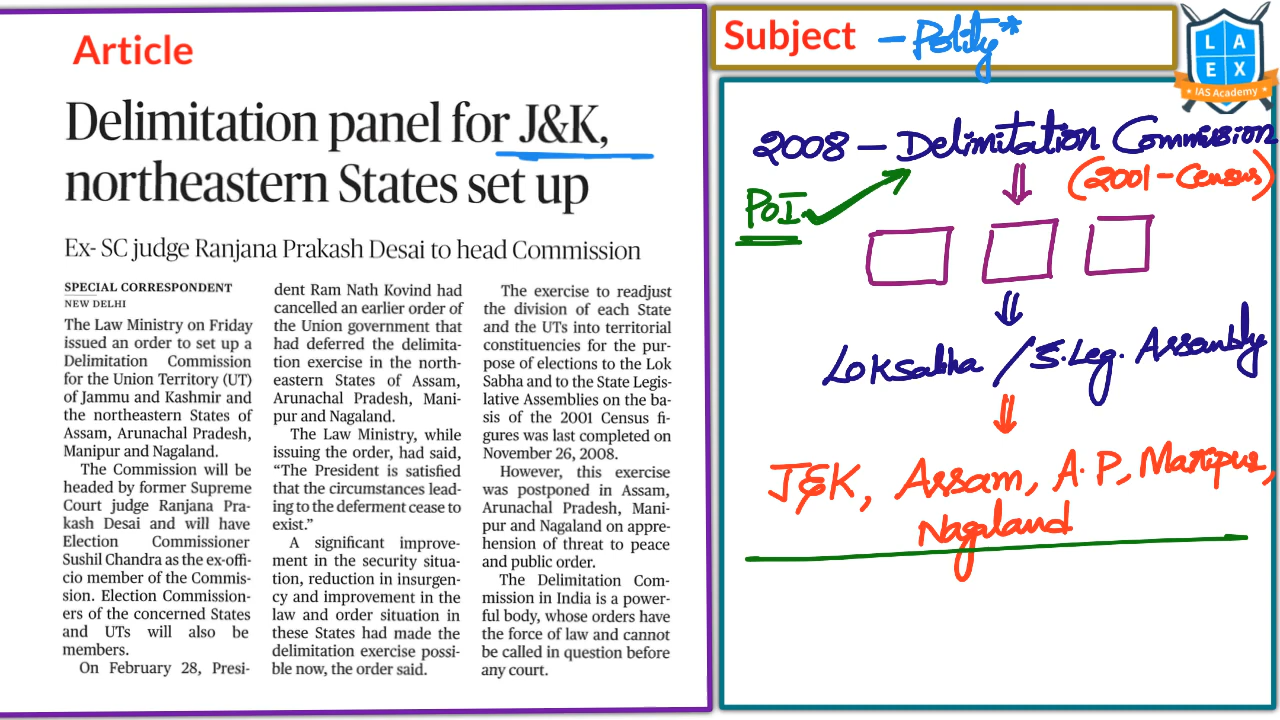 Article
Delimitation panel for J&K,
northeastern States set up
Ex- SC judge Ranjana Prakash Desai to head Commission
SPECIAL CORRESPONDENT
NEW DELHI
The Law Ministry on Friday
issued an order to set up a
Delimitation Commission
for the Union Territory (UT)
of Jammu and Kashmir and
the northeastern States of
Assam, Arunachal Pradesh,
Manipur and Nagaland.
The Commission will be
headed by former Supreme
Court judge Ranjana Pra-
kash Desai and will have
Election Commissioner
Sushil Chandra as the ex-offi-
cio member of the Commis-
sion. Election Commission-
ers of the concerned States
and UTs will also be
members.
On February 28, Presi-
dent Ram Nath Kovind had
cancelled an earlier order of
the Union government that
had deferred the delimita-
tion exercise in the north-
eastern States of Assam,
Arunachal Pradesh, Mani-
pur and Nagaland.
The Law Ministry, while
issuing the order, had said,
“The President is satisfied
that the circumstances lead-
ing to the deferment cease to
exist.”
A significant improve-
ment in the security situa-
tion, reduction in insurgen-
cy and improvement in the
law and order situation in
these States had made the
delimitation exercise possi-
ble now, the order said.
The exercise to readjust
the division of each State
and the UTs into territorial
constituencies for the pur-
pose of elections to the Lok
Sabha and to the State Legis-
lative Assemblies on the ba-
sis of the 2001 Census fi-
gures was last completed on
November 26, 2008.
However, this exercise
was postponed in Assam,
Arunachal Pradesh, Mani-
pur and Nagaland on appre-
hension of threat to peace
and public order.
The Delimitation Com-
mission in India is a power-
ful body, whose orders have
the force of law and cannot
be called in question before
any court.
Subject - Polity*
LA
EX
IAS Academy
2008 - Delimitation Commission
(2001 - Census)
PoI
Loksabha / S.Leg. Assembly
J&K, Assam, A.P, Manipur,
Nagaland